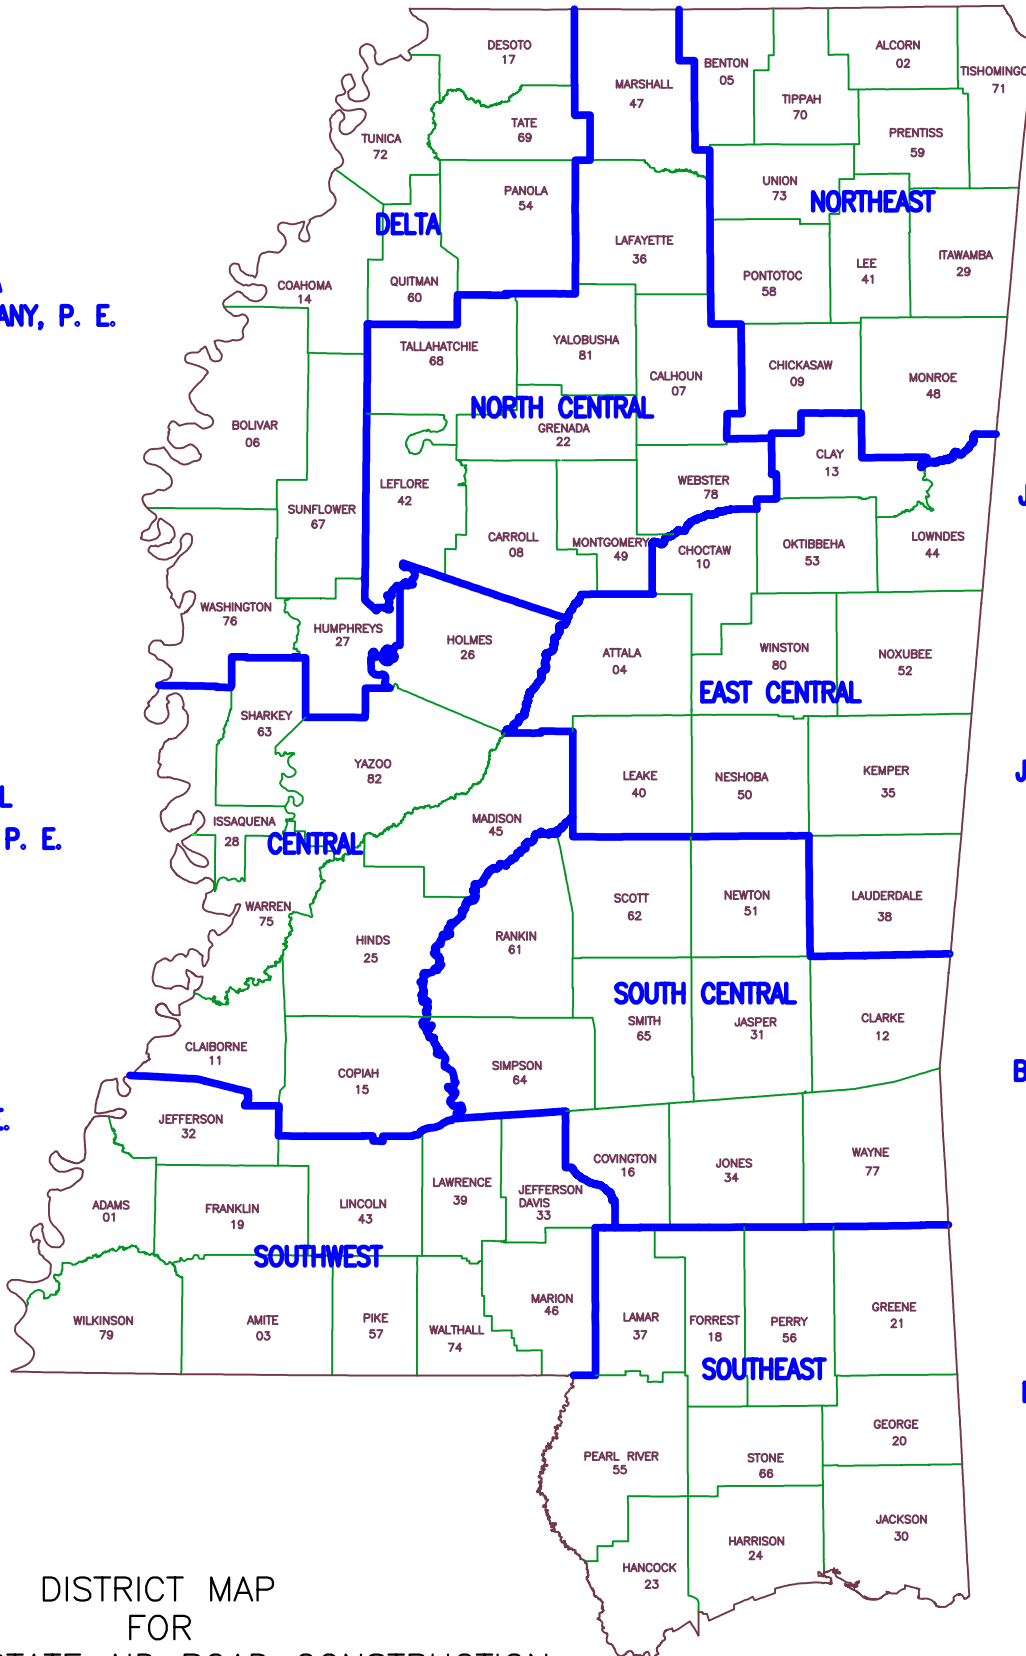 DESOTO
17
MARSHALL
47
BENTON
05
ALCORN
02
TISHOMINGO
71
TIPPAH
70
TATE
69
TUNICA
72
PRENTISS
59
UNION
73
NORTHEAST
PANOLA
54
DELTA
LAFAYETTE
36
PONTOTOC
58
LEE
41
ITAWAMBA
29
COAHOMA
14
QUITMAN
60
ANY, P. E.
TALLAHATCHIE
68
YALOBUSHA
81
CALHOUN
07
CHICKASAW
09
MONROE
48
NORTH CENTRAL
GRENADA
22
BOLIVAR
06
CLAY
13
LEFLORE
42
WEBSTER
78
SUNFLOWER
67
CARROLL
08
MONTGOMERY
49
CHOCTAW
10
OKTIBBEHA
53
LOWNDES
44
J
WASHINGTON
76
HUMPHREYS
27
HOLMES
26
ATTALA
04
WINSTON
80
NOXUBEE
52
EAST CENTRAL
SHARKEY
63
YAZOO
82
LEAKE
40
NESHOBA
50
KEMPER
35
J
L
P. E.
ISSAQUENA
28
CENTRAL
MADISON
45
WARREN
75
HINDS
25
RANKIN
61
SCOTT
62
NEWTON
51
LAUDERDALE
38
SOUTH CENTRAL
SMITH
65
JASPER
31
CLARKE
12
CLAIBORNE
11
COPIAH
15
SIMPSON
64
B
E.
JEFFERSON
32
COVINGTON
16
JONES
34
WAYNE
77
ADAMS
01
FRANKLIN
19
LINCOLN
43
LAWRENCE
39
JEFFERSON
DAVIS
33
SOUTHWEST
WILKINSON
79
AMITE
03
PIKE
57
WALTHALL
74
MARION
46
LAMAR
37
FORREST
18
PERRY
56
GREENE
21
SOUTHEAST
PEARL RIVER
55
STONE
66
GEORGE
20
HANCOCK
23
HARRISON
24
JACKSON
30
DISTRICT MAP
FOR
STATE AID ROAD CONSTRUCTION